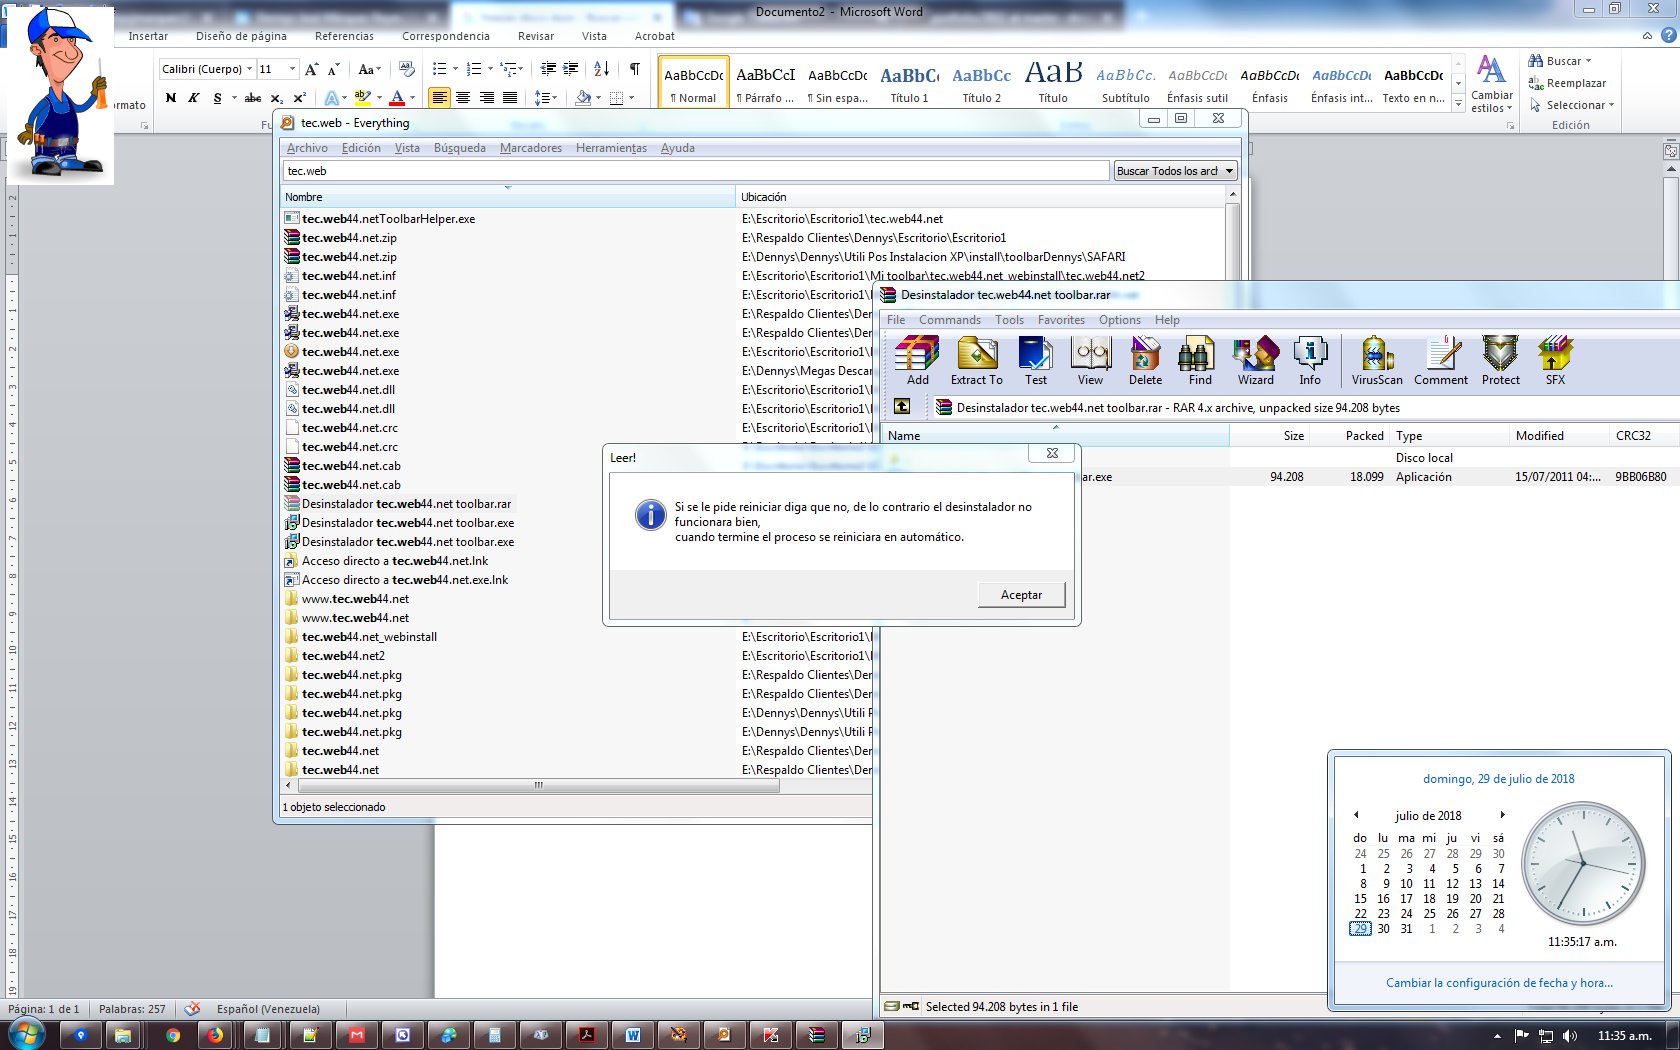 Documento2 - Microsoft Word
Insertar
Diseño de página
Referencias
Correspondencia
Revisar
Vista
Acrobat
Calibri (Cuerpo)
11
Aa
N K S abc x₂ x²
AaBbCcDc
AaBbCcI
AaBbCcDc
AaBbC(
AaBbCc
AaB
AaBbCc.
AaBbCcDc
AaBbCcDc
AaBbCcDc
AaBbCcDc
¶ Normal
¶ Párrafo ...
¶ Sin espa...
Título 1
Título 2
Título
Subtítulo
Énfasis sutil
Énfasis
Énfasis int...
Texto en n...
Cambiar
estilos
Buscar
Reemplazar
Seleccionar
Edición
ormato
tec.web - Everything
Archivo Edición Vista Búsqueda Marcadores Herramientas Ayuda
tec.web
Buscar Todos los arcl
Nombre Ubicación
tec.web44.netToolbarHelper.exe E:\Escritorio\Escritorio1\tec.web44.net
tec.web44.net.zip E:\Respaldo Clientes\Dennys\Escritorio\Escritorio1
tec.web44.net.zip E:\Dennys\Dennys\Utili Pos Instalacion XP\install\toolbarDennys\SAFARI
tec.web44.net.inf E:\Escritorio\Escritorio1\Mi toolbar\tec.web44.net_webinstall\tec.web44.net2
tec.web44.net.inf E:\Escritorio\Escritorio1\
tec.web44.net.exe E:\Respaldo Clientes\Der
tec.web44.net.exe E:\Respaldo Clientes\Der
tec.web44.net.exe E:\Escritorio\Escritorio1\
tec.web44.net.exe E:\Dennys\Megas Descar
tec.web44.net.dll E:\Escritorio\Escritorio1\
tec.web44.net.dll E:\Escritorio\Escritorio1\
tec.web44.net.crc E:\Escritorio\Escritorio1\
tec.web44.net.crc
tec.web44.net.cab
tec.web44.net.cab
Desinstalador tec.web44.net toolbar.rar
Desinstalador tec.web44.net toolbar.exe
Desinstalador tec.web44.net toolbar.exe
Acceso directo a tec.web44.net.lnk
Acceso directo a tec.web44.net.exe.lnk
www.tec.web44.net
www.tec.web44.net
tec.web44.net_webinstall E:\Escritorio\Escritorio1\
tec.web44.net2 E:\Escritorio\Escritorio1\
tec.web44.net.pkg E:\Respaldo Clientes\Der
tec.web44.net.pkg E:\Respaldo Clientes\Der
tec.web44.net.pkg E:\Dennys\Dennys\Utili P
tec.web44.net.pkg E:\Dennys\Dennys\Utili P
tec.web44.net E:\Respaldo Clientes\Der
tec.web44.net E:\Respaldo Clientes\Der
1 objeto seleccionado
Desinstalador tec.web44.net toolbar.rar
File Commands Tools Favorites Options Help
Add Extract To Test View Delete Find Wizard Info VirusScan Comment Protect SFX
Desinstalador tec.web44.net toolbar.rar - RAR 4.x archive, unpacked size 94.208 bytes
Name Size Packed Type Modified CRC32
Disco local
ar.exe 94.208 18.099 Aplicación 15/07/2011 04:... 9BB06B80
Selected 94.208 bytes in 1 file
Leer!
Si se le pide reiniciar diga que no, de lo contrario el desinstalador no
funcionara bien,
cuando termine el proceso se reiniciara en automático.
Aceptar
domingo, 29 de julio de 2018
julio de 2018
do lu ma mi ju vi sá
24 25 26 27 28 29 30
1 2 3 4 5 6 7
8 9 10 11 12 13 14
15 16 17 18 19 20 21
22 23 24 25 26 27 28
29 30 31 1 2 3 4
11:35:17 a.m.
Cambiar la configuración de fecha y hora...
Página: 1 de 1
Palabras: 257
Español (Venezuela)
11:35 a.m.